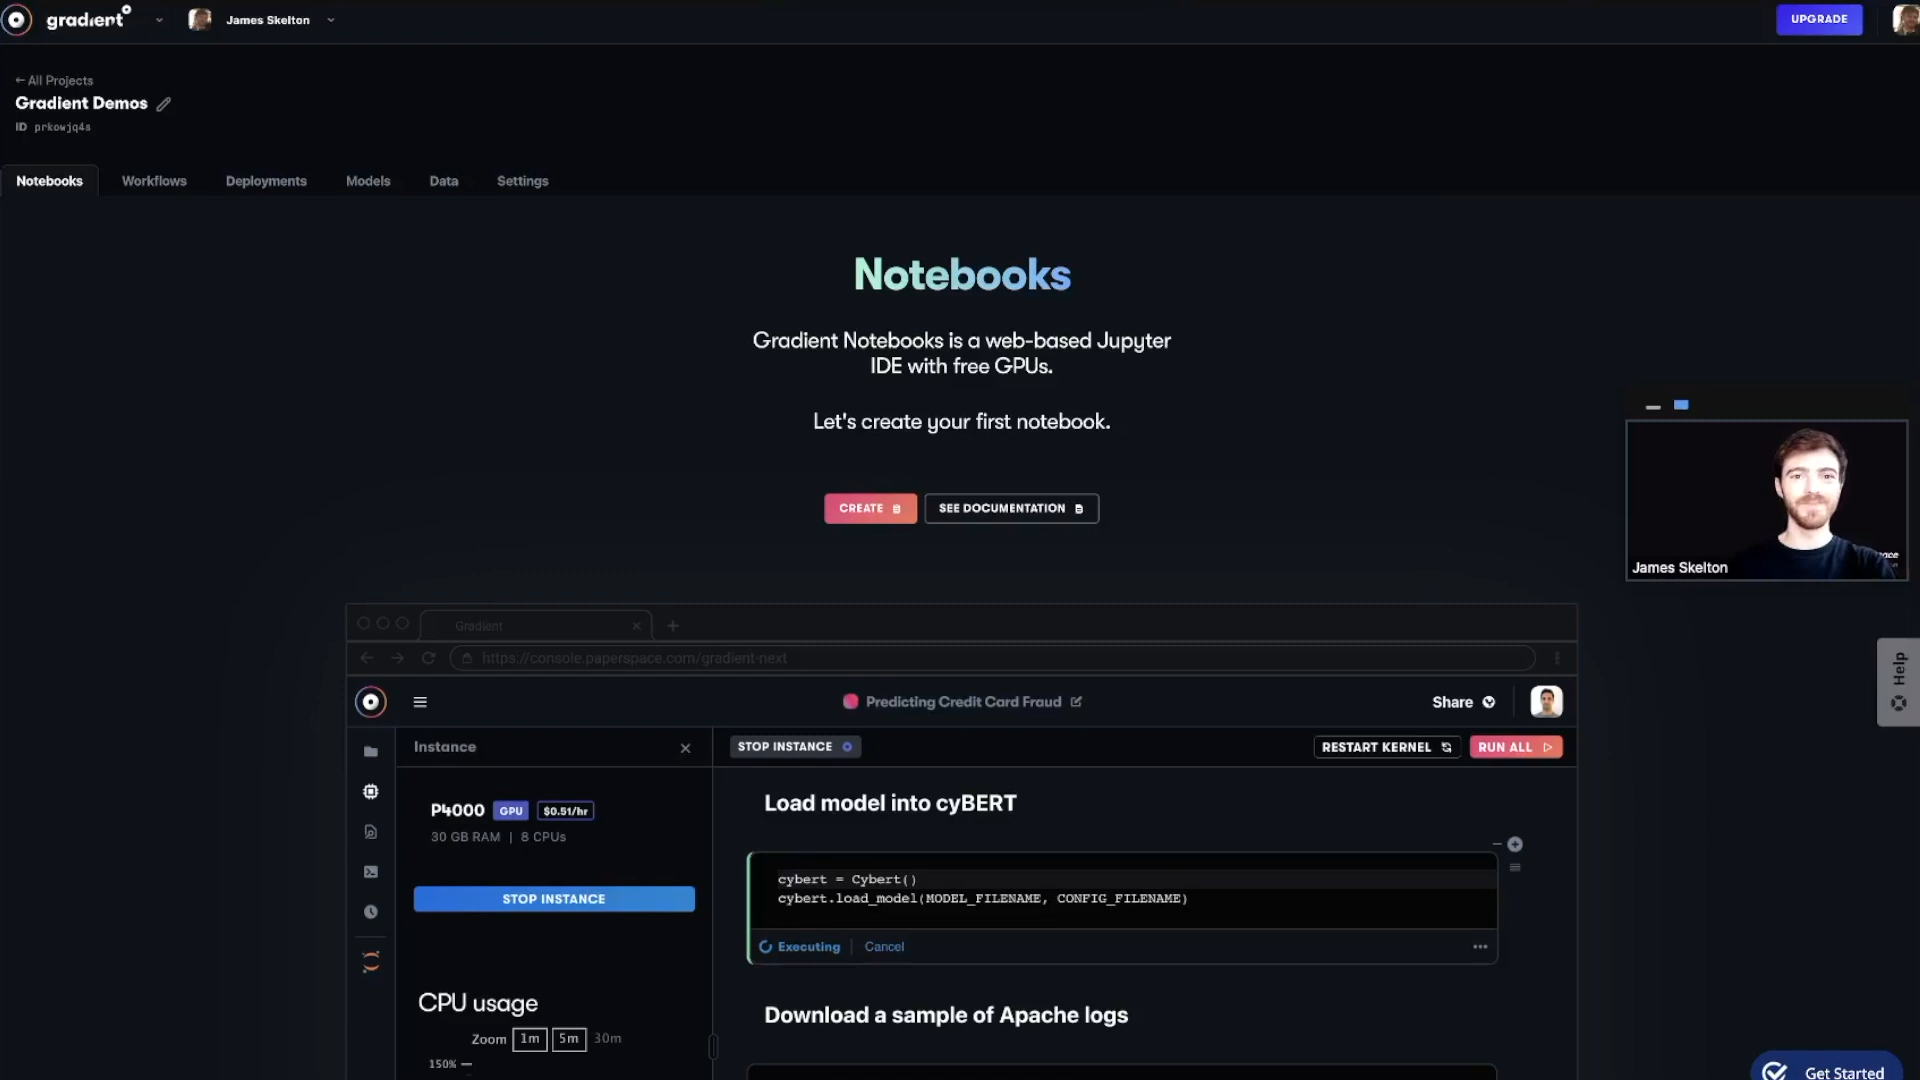 gradient
James Skelton
UPGRADE
← All Projects
Gradient Demos
ID prkowjq4s
Notebooks
Workflows
Deployments
Models
Data
Settings
Notebooks
Gradient Notebooks is a web-based Jupyter
IDE with free GPUs.
Let's create your first notebook.
CREATE
SEE DOCUMENTATION
James Skelton
Help
Gradient
https://console.paperspace.com/gradient-next
Predicting Credit Card Fraud
Share
Instance
STOP INSTANCE
RESTART KERNEL
RUN ALL
P4000 GPU $0.51/hr
30 GB RAM | 8 CPUs
STOP INSTANCE
Load model into cyBERT
cybert = Cybert()
cybert.load_model(MODEL_FILENAME, CONFIG_FILENAME)
Executing
Cancel
CPU usage
Zoom 1m 5m 30m
150%
Download a sample of Apache logs
Get Started